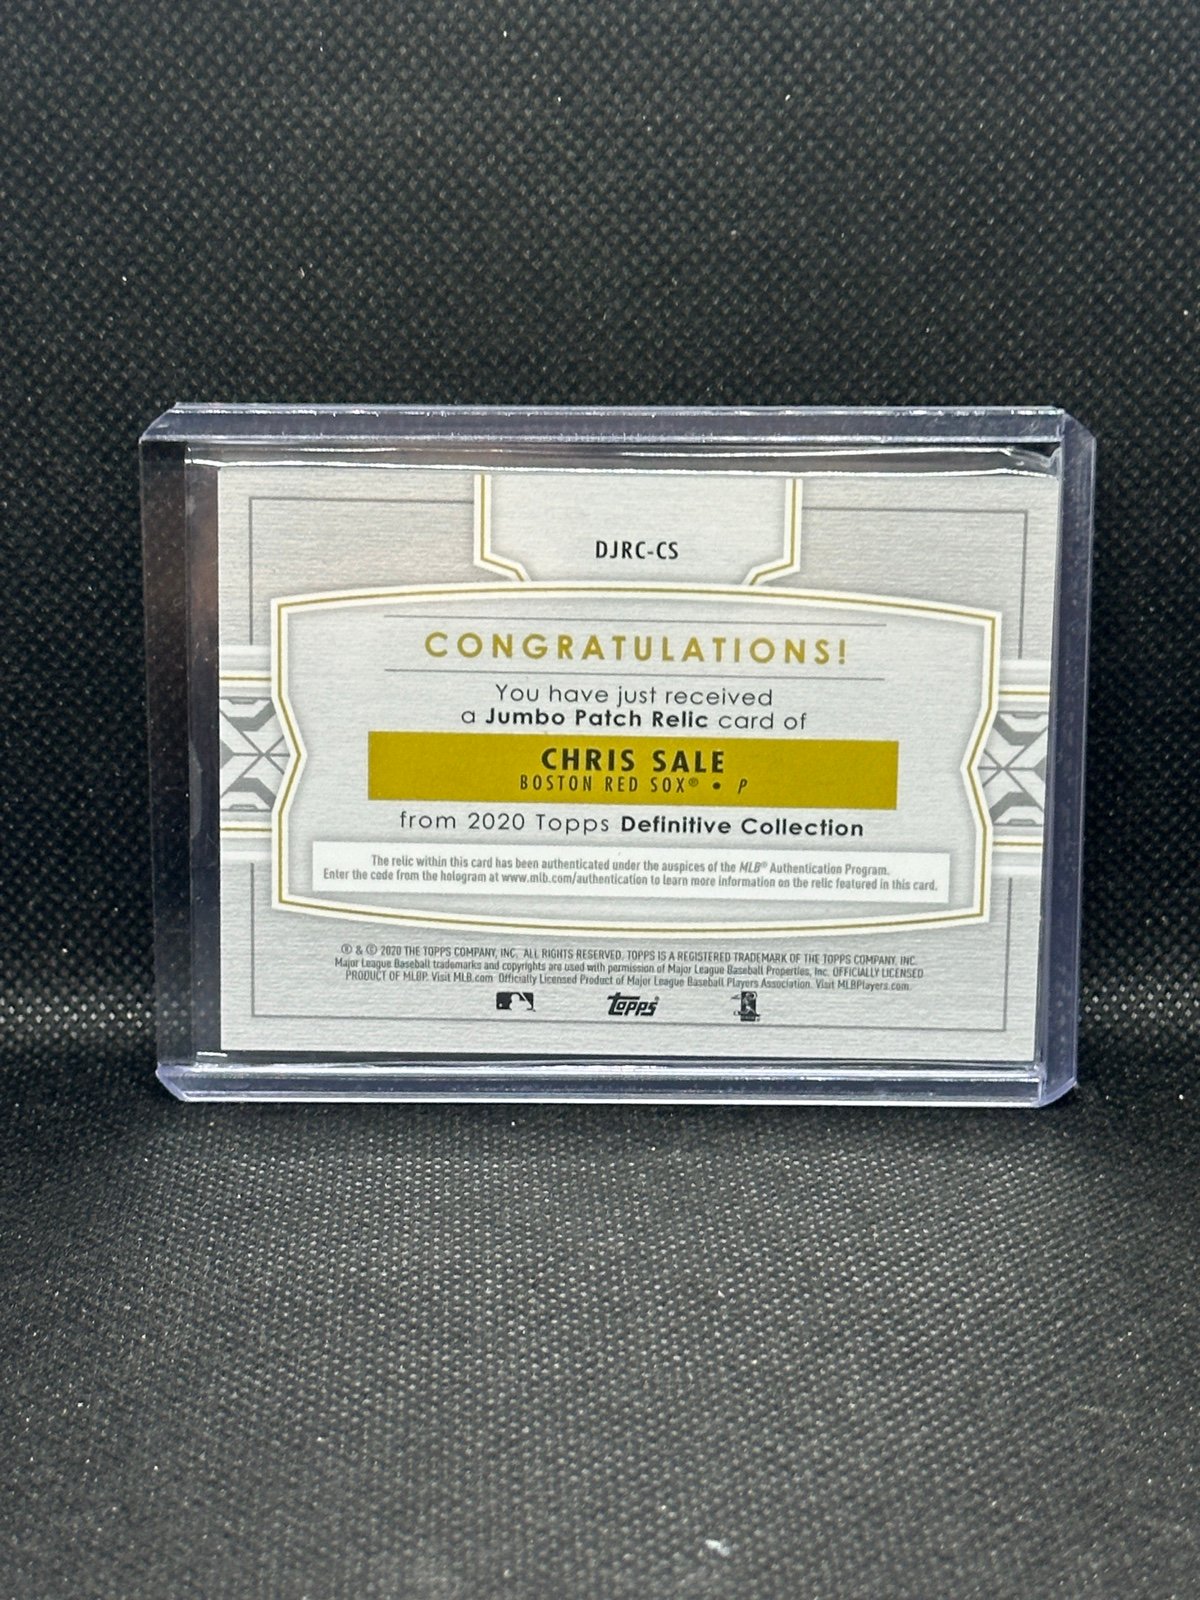 DJRC-CS
CONGRATULATIONS!
You have just received
a Jumbo Patch Relic card of
CHRIS SALE
BOSTON RED SOX® • P
from 2020 Topps Definitive Collection
The relic within this card has been authenticated under the auspices of the MLB® Authentication Program.
Enter the code from the hologram at www.mlb.com/authentication to learn more information on the relic featured in this card.
® & © 2020 THE TOPPS COMPANY, INC. ALL RIGHTS RESERVED. TOPPS IS A REGISTERED TRADEMARK OF THE TOPPS COMPANY, INC.
Major League Baseball trademarks and copyrights are used with permission of Major League Baseball Properties, Inc. OFFICIALLY LICENSED
PRODUCT OF MLBP. Visit MLB.com Officially Licensed Product of Major League Baseball Players Association. Visit MLBPlayers.com.
Topps